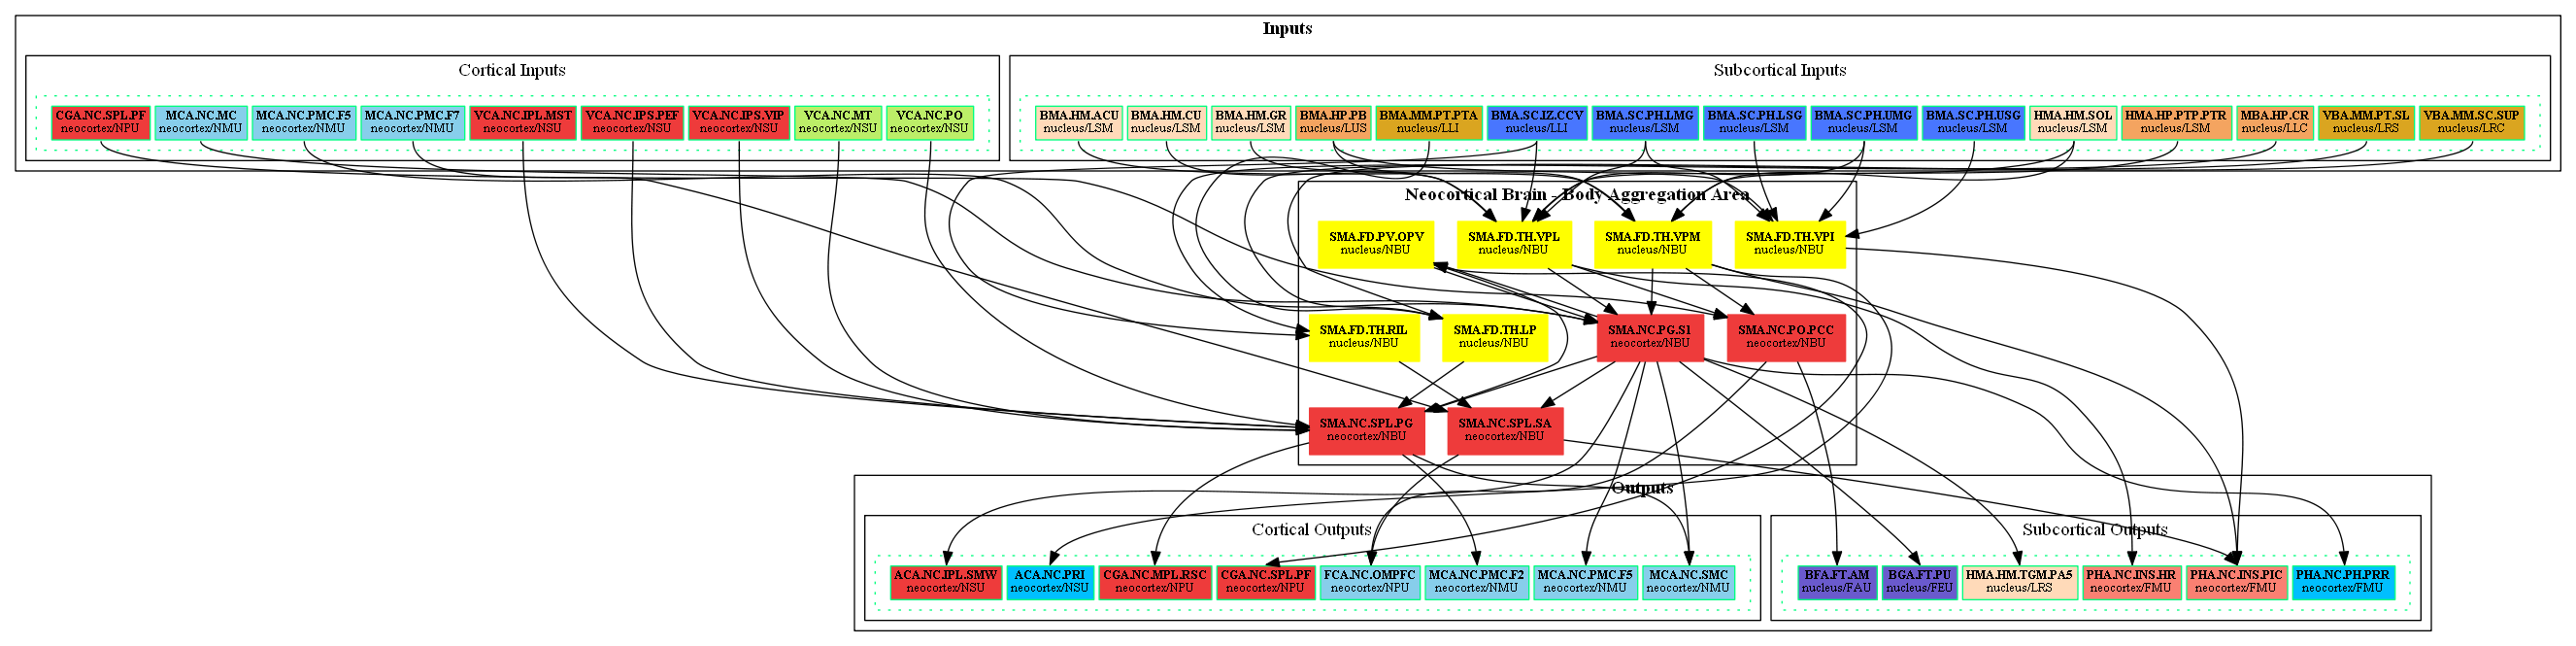 Inputs
Cortical Inputs
Subcortical Inputs
CGA.NC.SPL.PF
neocortex/NPU
MCA.NC.MC
neocortex/NMU
MCA.NC.PMC.F5
neocortex/NMU
MCA.NC.PMC.F7
neocortex/NMU
VCA.NC.IPL.MST
neocortex/NSU
VCA.NC.IPS.PEF
neocortex/NSU
VCA.NC.IPS.VIP
neocortex/NSU
VCA.NC.MT
neocortex/NSU
VCA.NC.PO
neocortex/NSU
BMA.HM.ACU
nucleus/LSM
BMA.HM.CU
nucleus/LSM
BMA.HM.GR
nucleus/LSM
BMA.HP.PB
nucleus/LUS
BMA.MM.PT.PTA
nucleus/LLI
BMA.SC.IZ.CCV
nucleus/LLI
BMA.SC.PH.LMG
nucleus/LSM
BMA.SC.PH.LSG
nucleus/LSM
BMA.SC.PH.UMG
nucleus/LSM
BMA.SC.PH.USG
nucleus/LSM
HMA.HM.SOL
nucleus/LSM
HMA.HP.PTP.PTR
nucleus/LSM
MBA.HP.CR
nucleus/LLC
VBA.MM.PT.SL
nucleus/LRS
VBA.MM.SC.SUP
nucleus/LRC
Neocortical Brain - Body Aggregation Area
SMA.FD.PV.OPV
nucleus/NBU
SMA.FD.TH.VPL
nucleus/NBU
SMA.FD.TH.VPM
nucleus/NBU
SMA.FD.TH.VPI
nucleus/NBU
SMA.FD.TH.RIL
nucleus/NBU
SMA.FD.TH.LP
nucleus/NBU
SMA.NC.PG.S1
neocortex/NBU
SMA.NC.PO.PCC
neocortex/NBU
SMA.NC.SPL.PG
neocortex/NBU
SMA.NC.SPL.SA
neocortex/NBU
Outputs
Cortical Outputs
Subcortical Outputs
ACA.NC.IPL.SMW
neocortex/NSU
ACA.NC.PRI
neocortex/NSU
CGA.NC.MPL.RSC
neocortex/NPU
CGA.NC.SPL.PF
neocortex/NPU
FCA.NC.OMPFC
neocortex/NPU
MCA.NC.PMC.F2
neocortex/NMU
MCA.NC.PMC.F5
neocortex/NMU
MCA.NC.SMC
neocortex/NMU
BFA.FT.AM
nucleus/FAU
BGA.FT.PU
nucleus/FEU
HMA.HM.TGM.PA5
nucleus/LRS
PHA.NC.INS.HR
neocortex/FMU
PHA.NC.INS.PIC
neocortex/FMU
PHA.NC.PH.PRR
neocortex/FMU